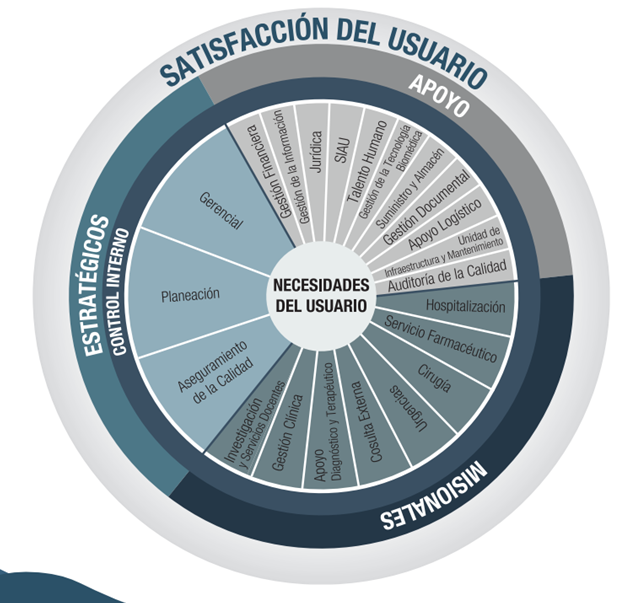 SATISFACCIÓN DEL USUARIO
APOYO
ESTRATÉGICOS
CONTROL INTERNO
MISIONALES
NECESIDADES
DEL USUARIO
Gerencial
Planeación
Aseguramiento
de la Calidad
Gestión Financiera
Gestión de la Información
Jurídica
SIAU
Talento Humano
Gestión de la Tecnología
Biomédica
Suministro y Almacén
Gestión Documental
Apoyo Logístico
Unidad de
Infraestructura y Mantenimiento
Auditoría de la Calidad
Hospitalización
Servicio Farmacéutico
Cirugía
Urgencias
Cosulta Externa
Apoyo
Diagnóstico y Terapéutico
Gestión Clínica
Investigación
y Servicios Docentes